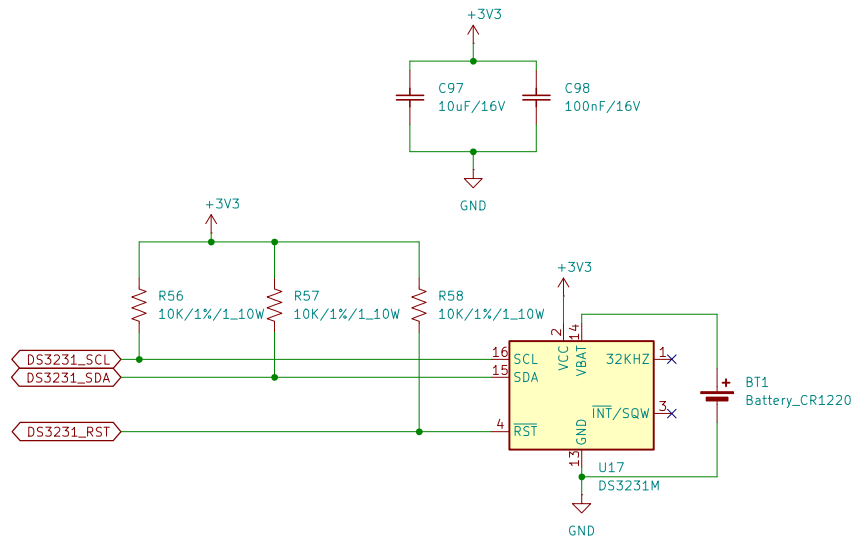 +3V3
C97
10uF/16V
C98
100nF/16V
GND
+3V3
R56
10K/1%/1_10W
R57
10K/1%/1_10W
R58
10K/1%/1_10W
+3V3
2
14
VCC
VBAT
DS3231_SCL
16
SCL
32KHZ
1
DS3231_SDA
15
SDA
BT1
Battery_CR1220
INT/SQW
3
DS3231_RST
4
RST
GND
13
U17
DS3231M
GND